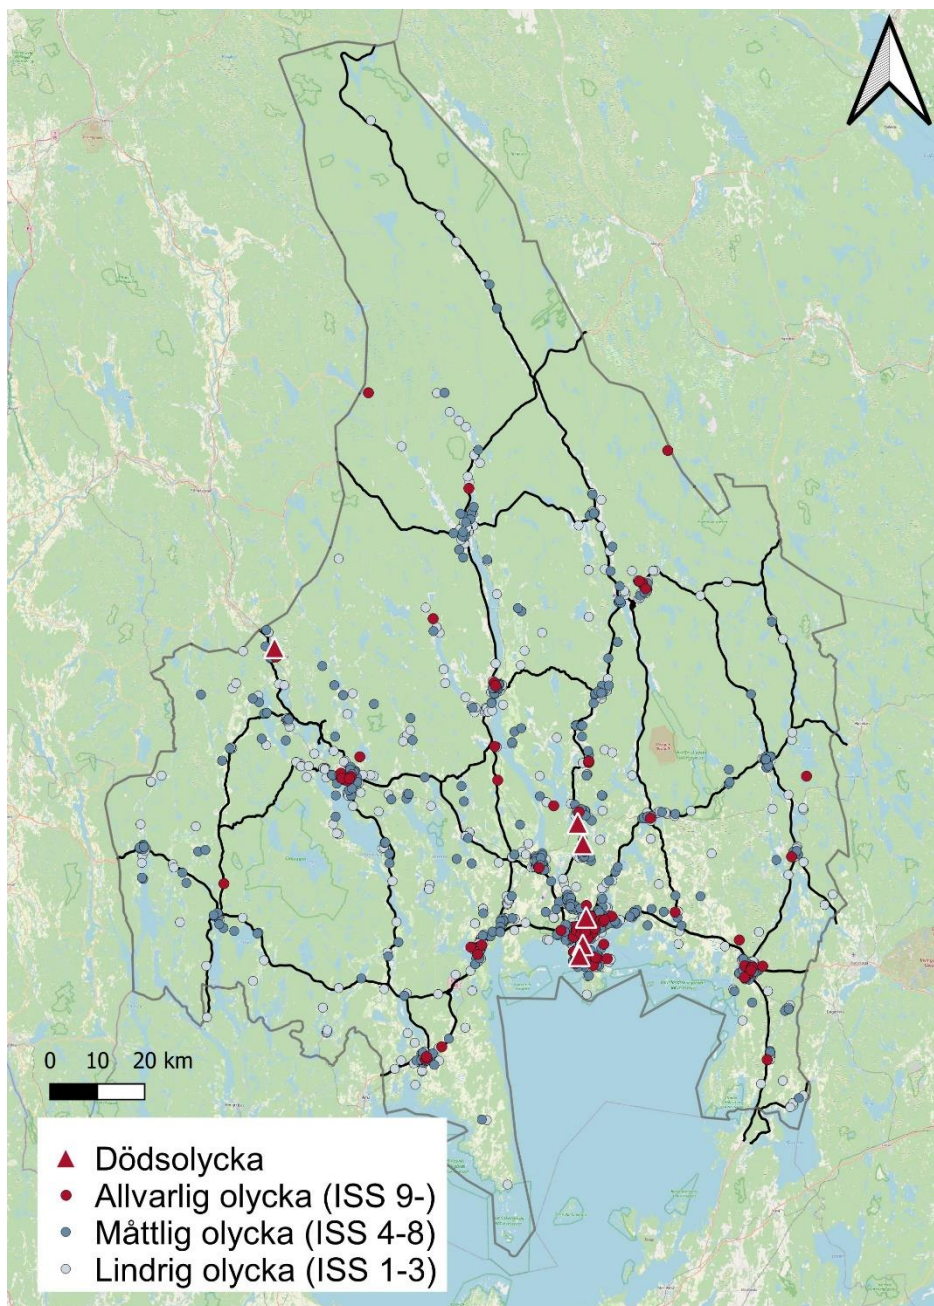 0 10 20 km
Dödsolycka
Allvarlig olycka (ISS 9-)
Måttlig olycka (ISS 4-8)
Lindrig olycka (ISS 1-3)